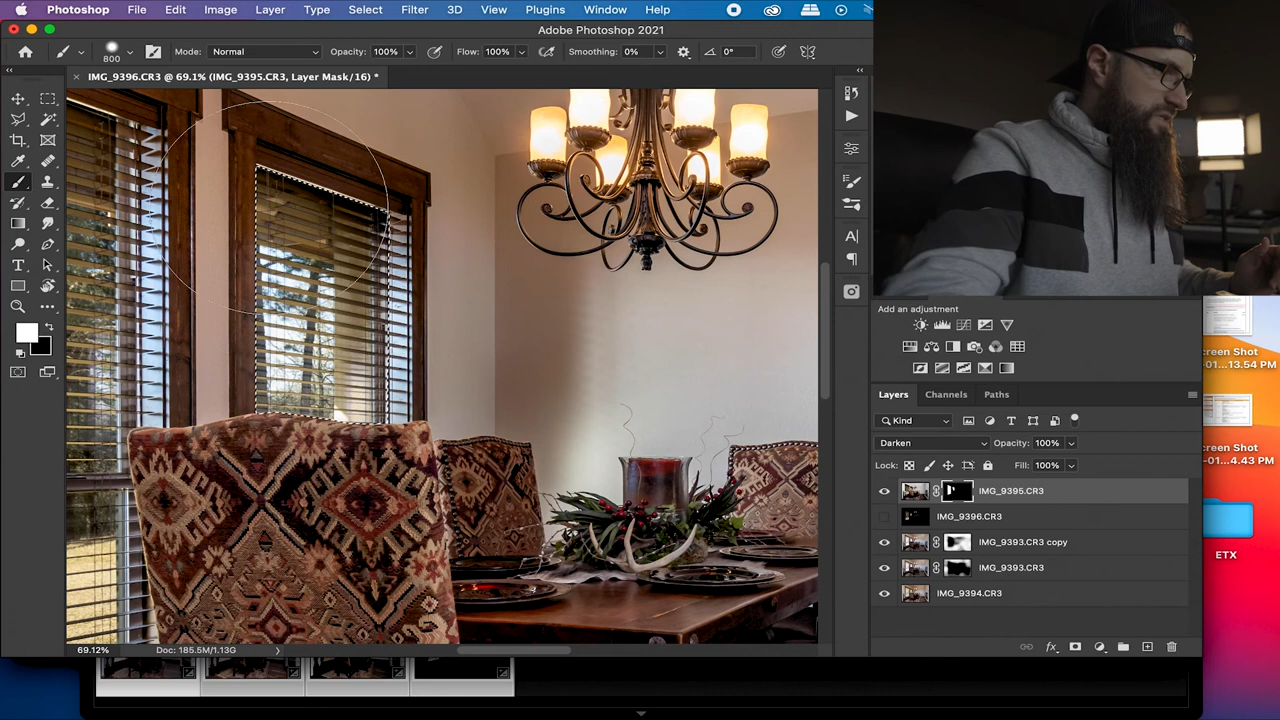 Photoshop File Edit Image Layer Type Select Filter 3D View Plugins Window Help
Adobe Photoshop 2021
800 Mode: Normal Opacity: 100% Flow: 100% Smoothing: 0% 0°
IMG_9396.CR3 @ 69.1% (IMG_9395.CR3, Layer Mask/16) *
Add an adjustment
creen Shot
-01...13.54 PM
Layers Channels Paths
Kind
Darken Opacity: 100%
Lock: Fill: 100%
creen Shot
-01...4.43 PM
IMG_9395.CR3
IMG_9396.CR3
IMG_9393.CR3 copy
IMG_9393.CR3
IMG_9394.CR3
ETX
69.12% Doc: 185.5M/1.13G